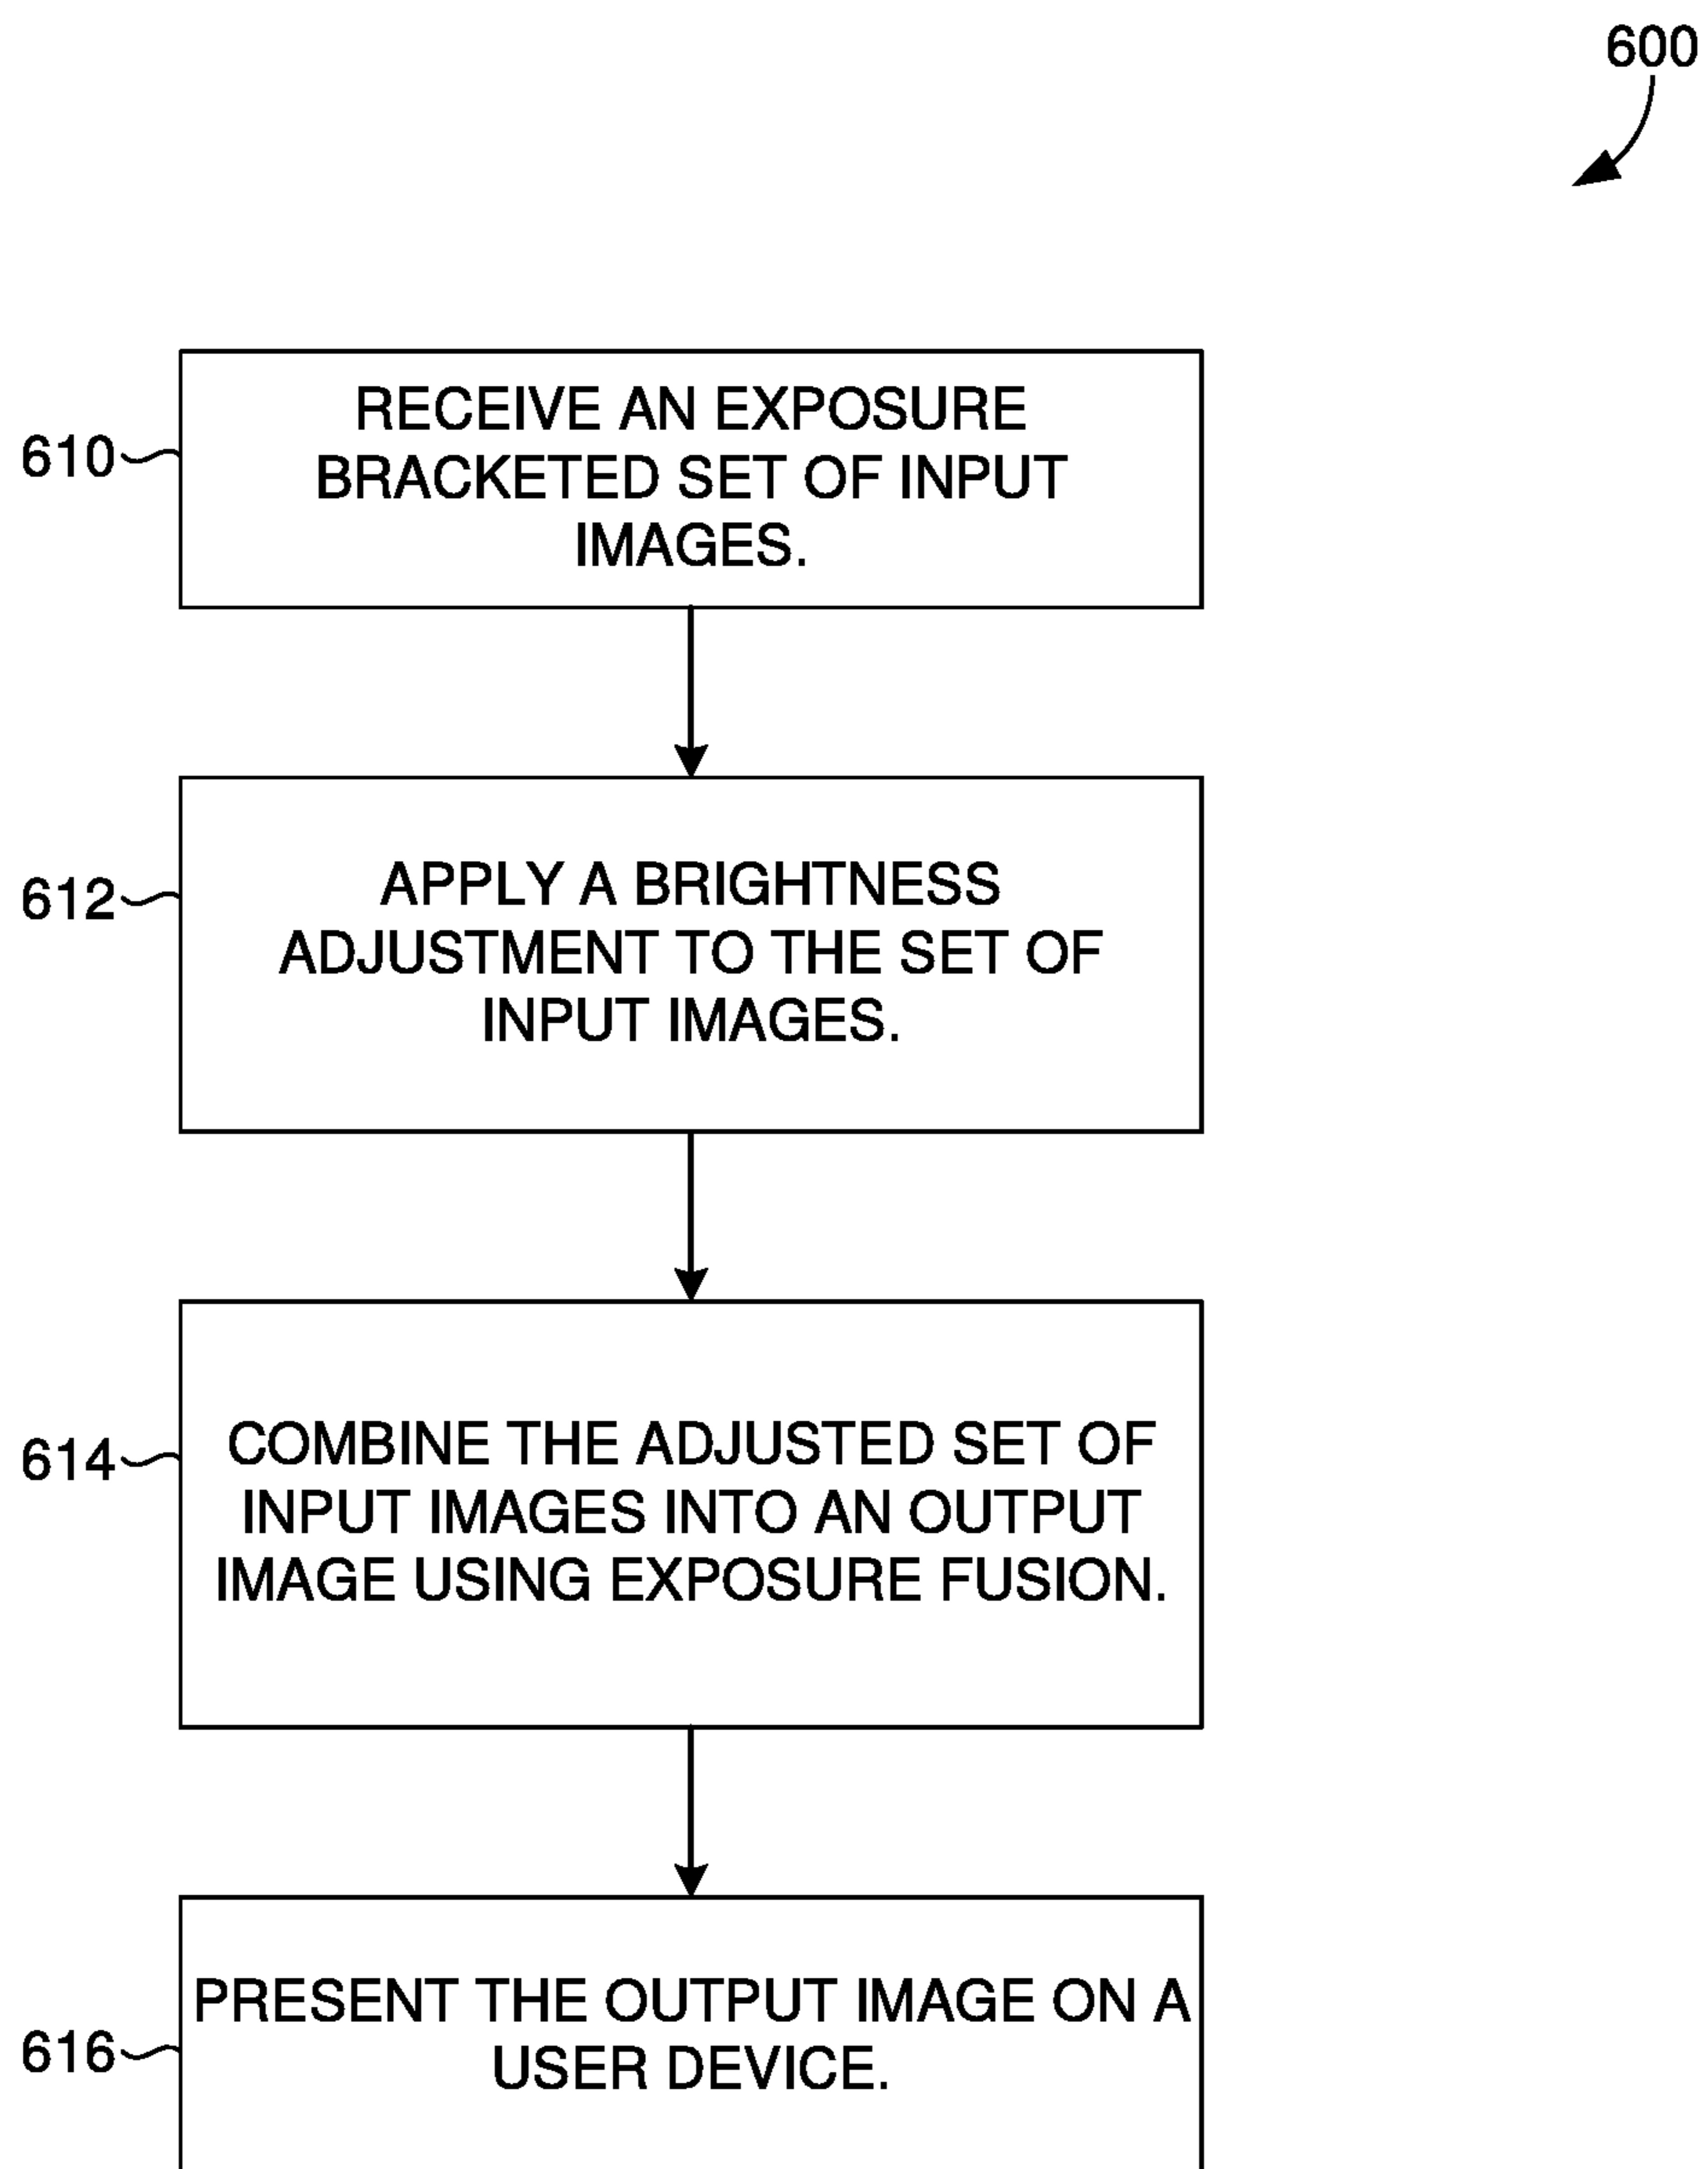 600
610
RECEIVE AN EXPOSURE
BRACKETED SET OF INPUT
IMAGES.
612
APPLY A BRIGHTNESS
ADJUSTMENT TO THE SET OF
INPUT IMAGES.
614
COMBINE THE ADJUSTED SET OF
INPUT IMAGES INTO AN OUTPUT
IMAGE USING EXPOSURE FUSION.
616
PRESENT THE OUTPUT IMAGE ON A
USER DEVICE.